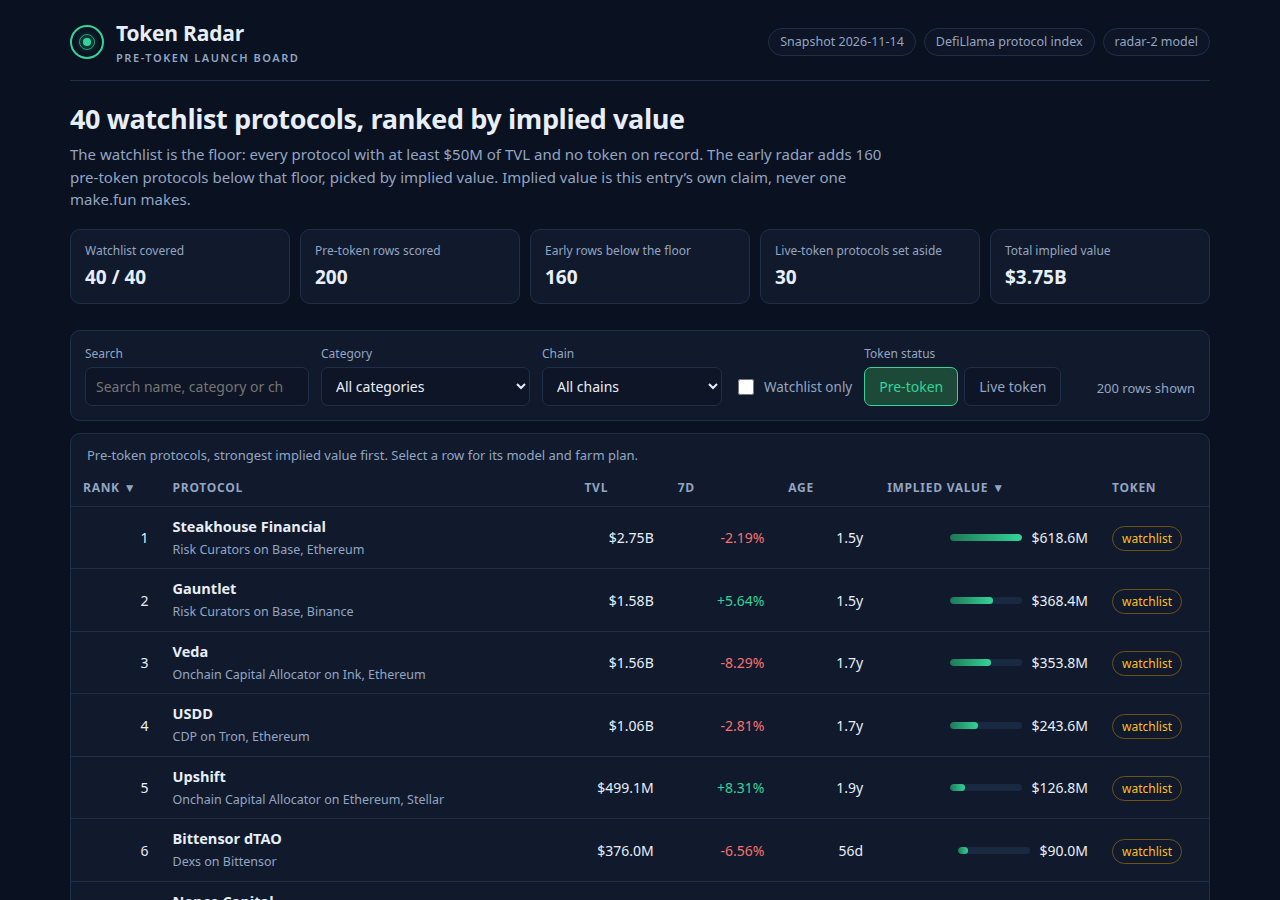 Token Radar
PRE-TOKEN LAUNCH BOARD
Snapshot 2026-11-14
DefiLlama protocol index
radar-2 model
40 watchlist protocols, ranked by implied value
The watchlist is the floor: every protocol with at least $50M of TVL and no token on record. The early radar adds 160
pre-token protocols below that floor, picked by implied value. Implied value is this entry’s own claim, never one
make.fun makes.
Watchlist covered
40 / 40
Pre-token rows scored
200
Early rows below the floor
160
Live-token protocols set aside
30
Total implied value
$3.75B
Search
Search name, category or ch
Category
All categories
Chain
All chains
Watchlist only
Token status
Pre-token
Live token
200 rows shown
Pre-token protocols, strongest implied value first. Select a row for its model and farm plan.
RANK ▼ PROTOCOL TVL 7D AGE IMPLIED VALUE ▼ TOKEN
1 Steakhouse Financial $2.75B -2.19% 1.5y $618.6M watchlist
Risk Curators on Base, Ethereum
2 Gauntlet $1.58B +5.64% 1.5y $368.4M watchlist
Risk Curators on Base, Binance
3 Veda $1.56B -8.29% 1.7y $353.8M watchlist
Onchain Capital Allocator on Ink, Ethereum
4 USDD $1.06B -2.81% 1.7y $243.6M watchlist
CDP on Tron, Ethereum
5 Upshift $499.1M +8.31% 1.9y $126.8M watchlist
Onchain Capital Allocator on Ethereum, Stellar
6 Bittensor dTAO $376.0M -6.56% 56d $90.0M watchlist
Dexs on Bittensor